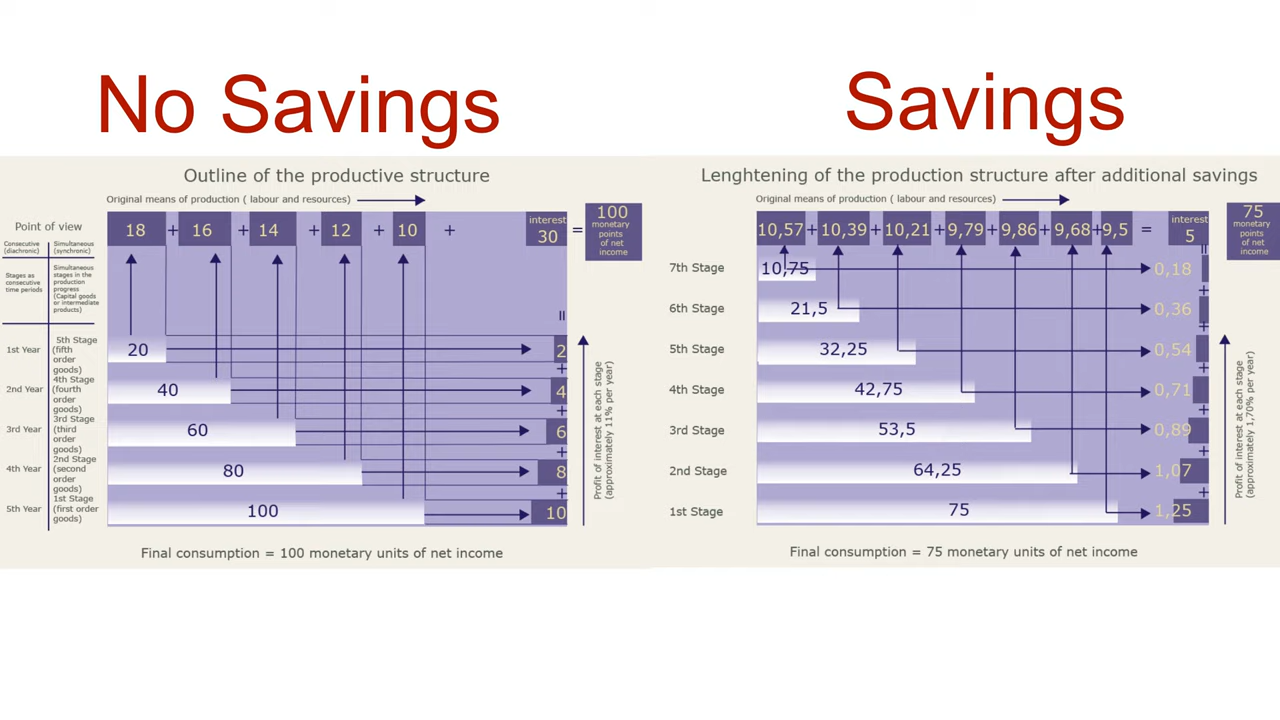 No Savings
Savings
Outline of the productive structure
Original means of production ( labour and resources)
Point of view
Consecutive
(diachronic)
Simultaneous
(synchronic)
Stages as
consecutive
time periods
Simultaneous
stages in the
production
progress
(Capital goods
or intermediate
products)
18 + 16 + 14 + 12 + 10 +
interest
30
=
100
monetary
points
of net
income
=
1st Year
5th Stage
(fifth
order
goods)
20
2
+
2nd Year
4th Stage
(fourth
order
goods)
40
4
+
3rd Year
3rd Stage
(third
order
goods)
60
6
+
4th Year
2nd Stage
(second
order
goods)
80
8
+
5th Year
1st Stage
(first order
goods)
100
10
Profit of interest at each stage
(approximately 11% per year)
Final consumption = 100 monetary units of net income
Lenghtening of the production structure after additional savings
Original means of production ( labour and resources)
10,57 + 10,39 + 10,21 + 9,79 + 9,86 + 9,68 + 9,5 =
interest
5
75
monetary
points
of net
income
=
7th Stage
10,75
0,18
+
6th Stage
21,5
0,36
+
5th Stage
32,25
0,54
+
4th Stage
42,75
0,71
+
3rd Stage
53,5
0,89
+
2nd Stage
64,25
1,07
+
1st Stage
75
1,25
Profit of interest at each stage
(approximately 1,70% per year)
Final consumption = 75 monetary units of net income